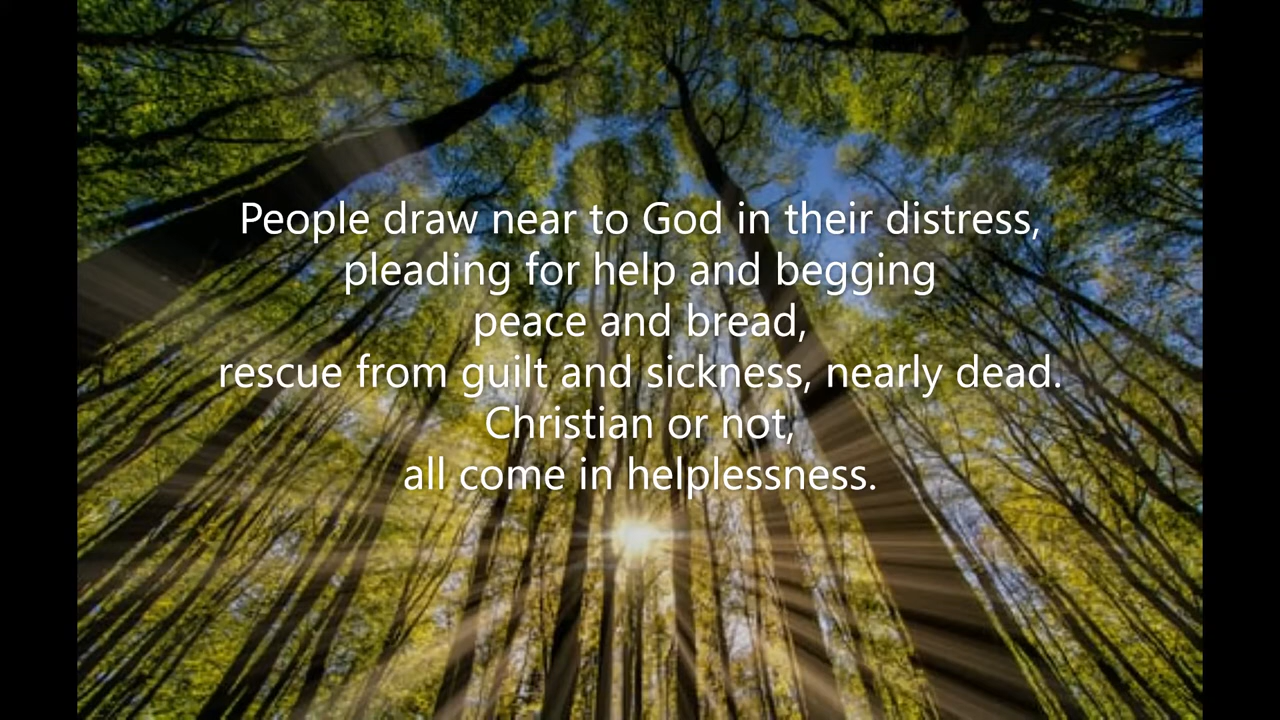 People draw near to God in their distress,
pleading for help and begging
peace and bread,
rescue from guilt and sickness, nearly dead.
Christian or not,
all come in helplessness.